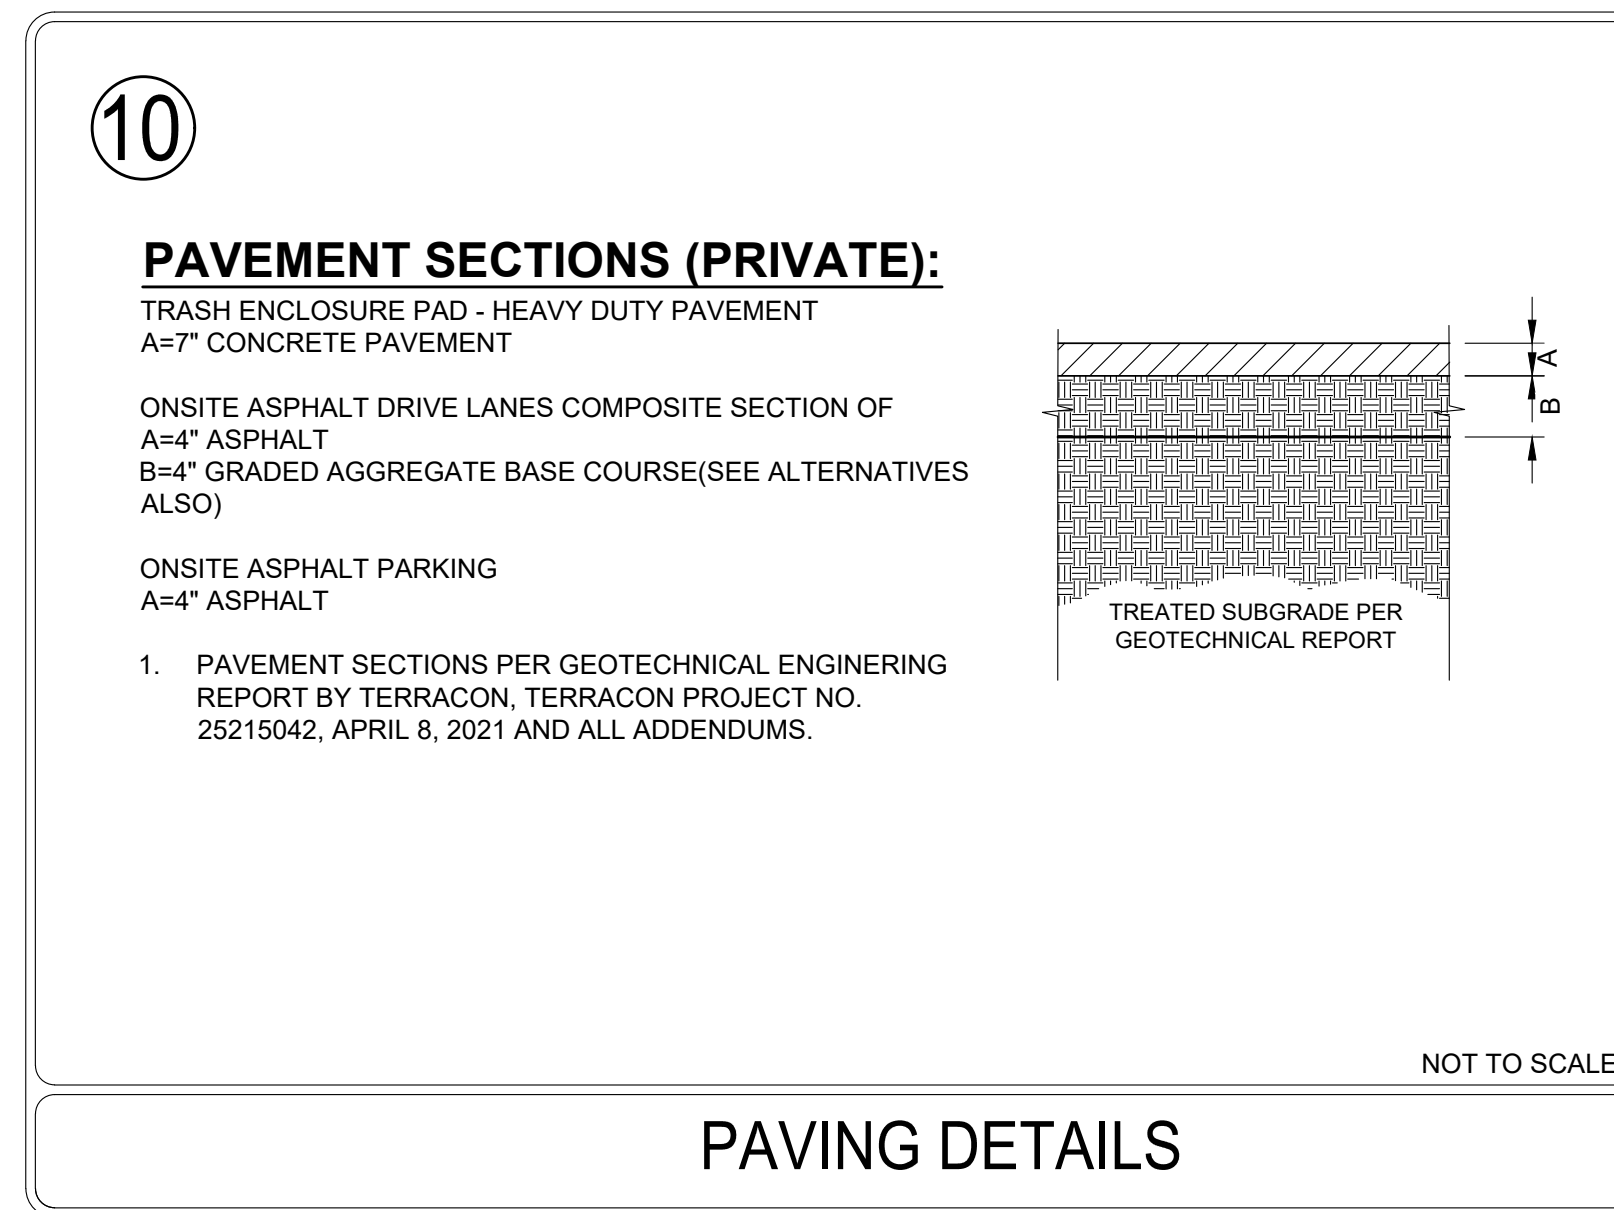 10
PAVEMENT SECTIONS (PRIVATE):
TRASH ENCLOSURE PAD - HEAVY DUTY PAVEMENT
A=7" CONCRETE PAVEMENT
ONSITE ASPHALT DRIVE LANES COMPOSITE SECTION OF
A=4" ASPHALT
B=4" GRADED AGGREGATE BASE COURSE(SEE ALTERNATIVES
ALSO)
ONSITE ASPHALT PARKING
A=4" ASPHALT
1. PAVEMENT SECTIONS PER GEOTECHNICAL ENGINERING
REPORT BY TERRACON, TERRACON PROJECT NO.
25215042, APRIL 8, 2021 AND ALL ADDENDUMS.
A
B
TREATED SUBGRADE PER
GEOTECHNICAL REPORT
NOT TO SCALE
PAVING DETAILS